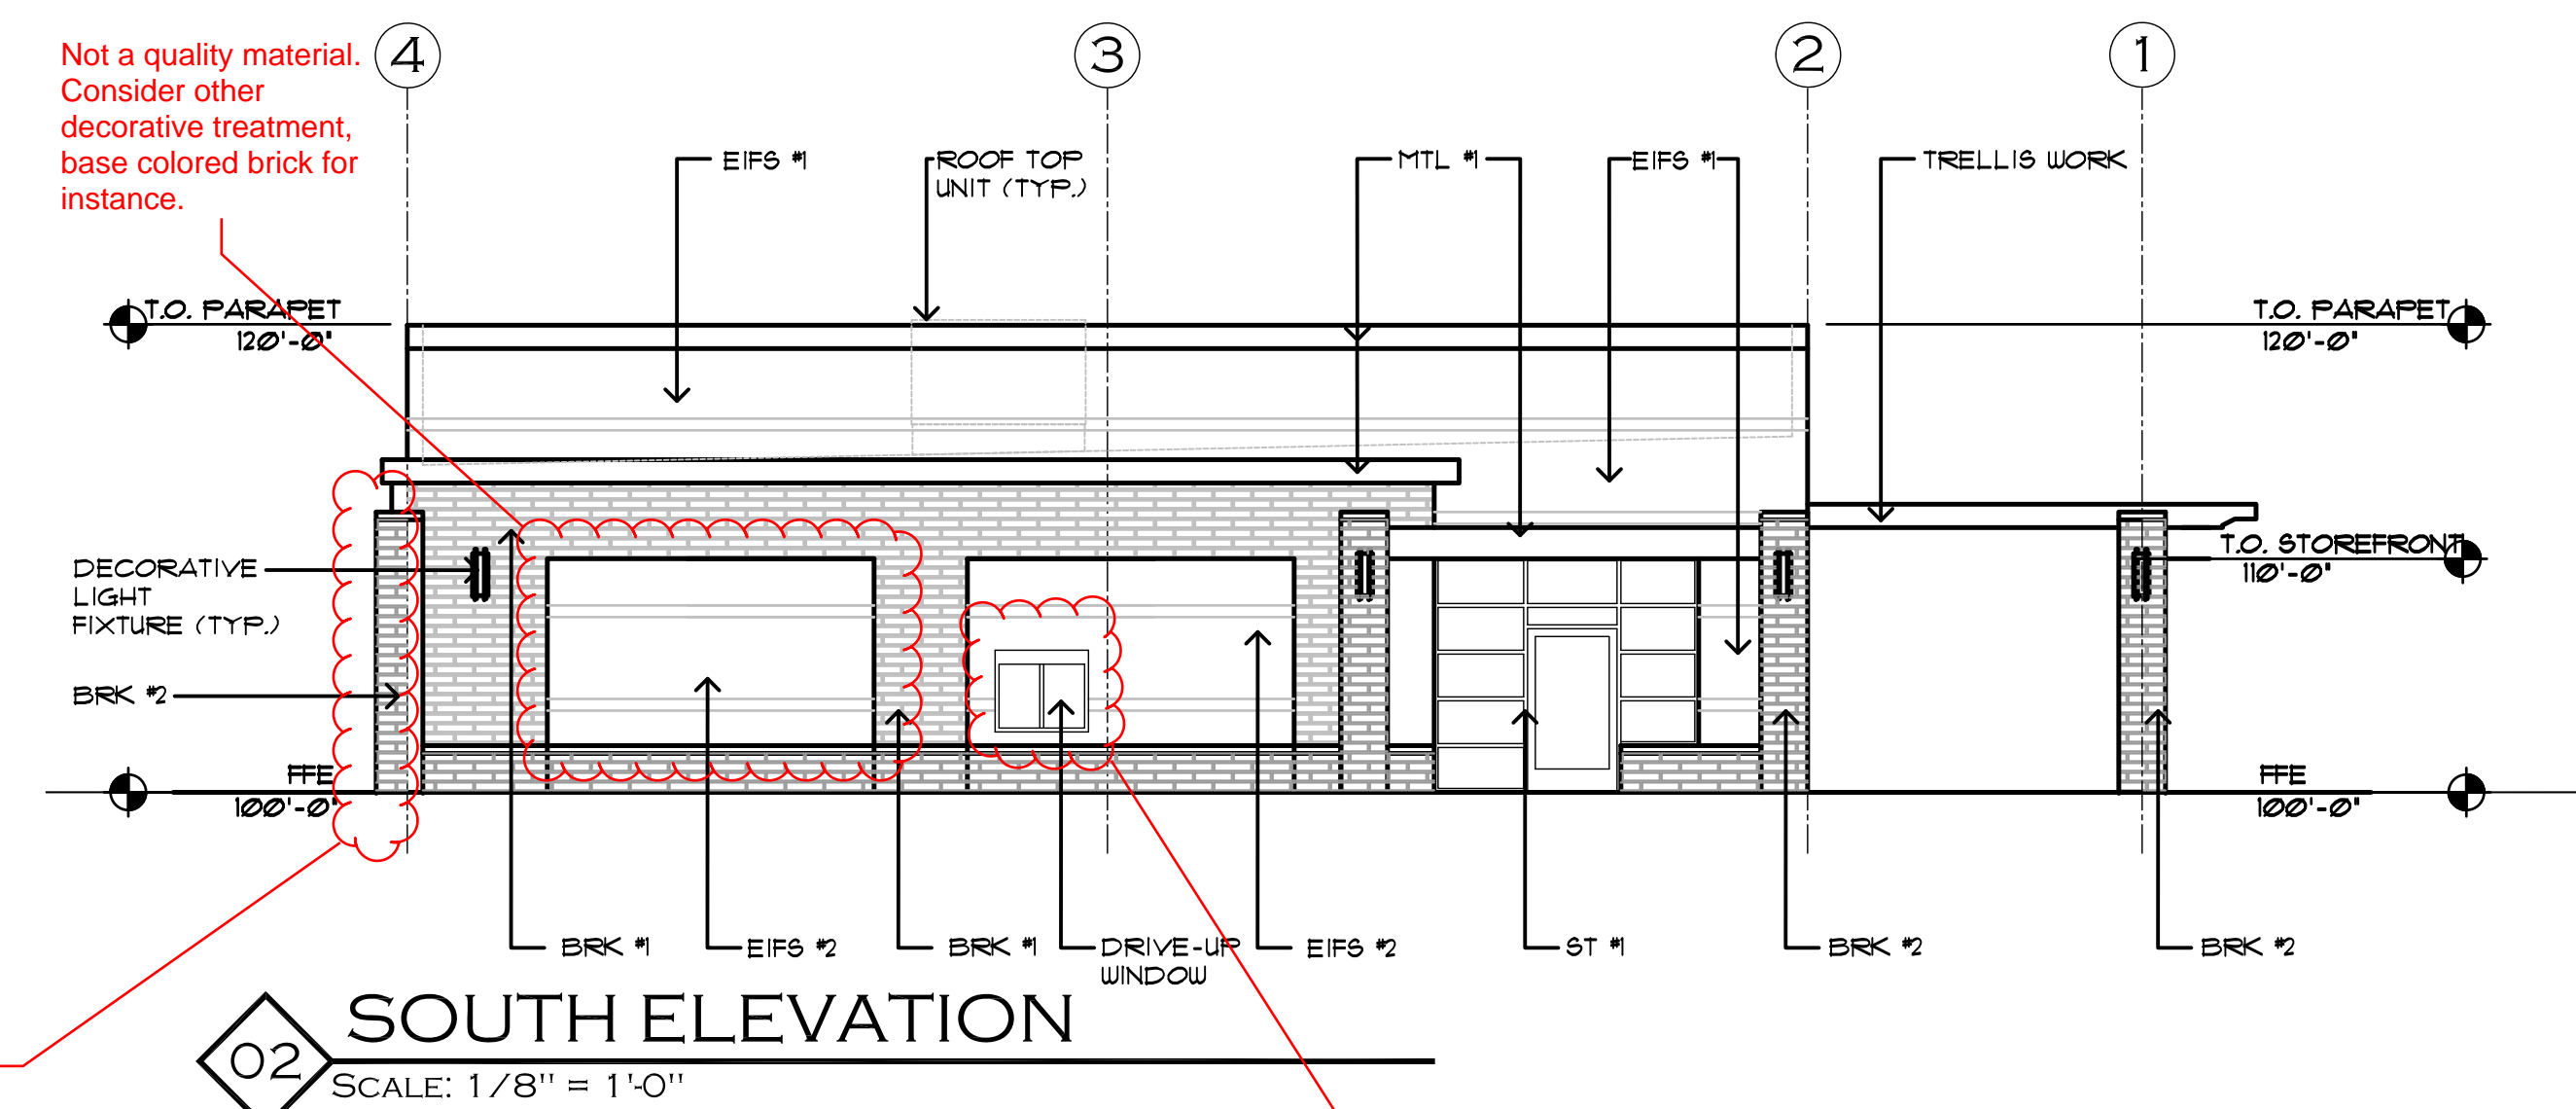 Not a quality material.
Consider other
decorative treatment,
base colored brick for
instance.
4
3
2
1
EIFS #1
ROOF TOP
UNIT (TYP.)
MTL #1
EIFS #1
TRELLIS WORK
T.O. PARAPET
120'-0"
T.O. PARAPET
120'-0"
DECORATIVE
LIGHT
FIXTURE (TYP.)
T.O. STOREFRONT
110'-0"
BRK #2
FFE
100'-0"
FFE
100'-0"
BRK #1
EIFS #2
BRK #1
DRIVE-UP
WINDOW
EIFS #2
ST #1
BRK #2
BRK #2
02
SOUTH ELEVATION
SCALE: 1/8" = 1'-0"